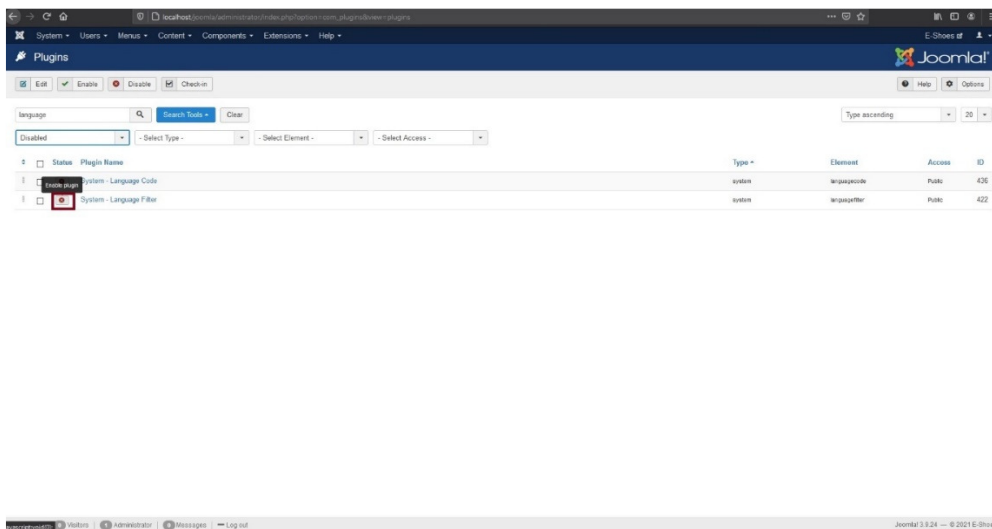 localhost/joomla/administrator/index.php?option=com_plugins&view=plugins
System Users Menus Content Components Extensions Help E-Shoes
Plugins Joomla!
Edit Enable Disable Check-in Help Options
language Search Tools Clear Type ascending 20
Disabled - Select Type - - Select Element - - Select Access -
Status Plugin Name Type Element Access ID
Enable plugin System - Language Code system languagecode Public 436
System - Language Filter system languagefilter Public 422
0 Visitors 1 Administrator 0 Messages Log out Joomla! 3.9.24 — © 2021 E-Shoes